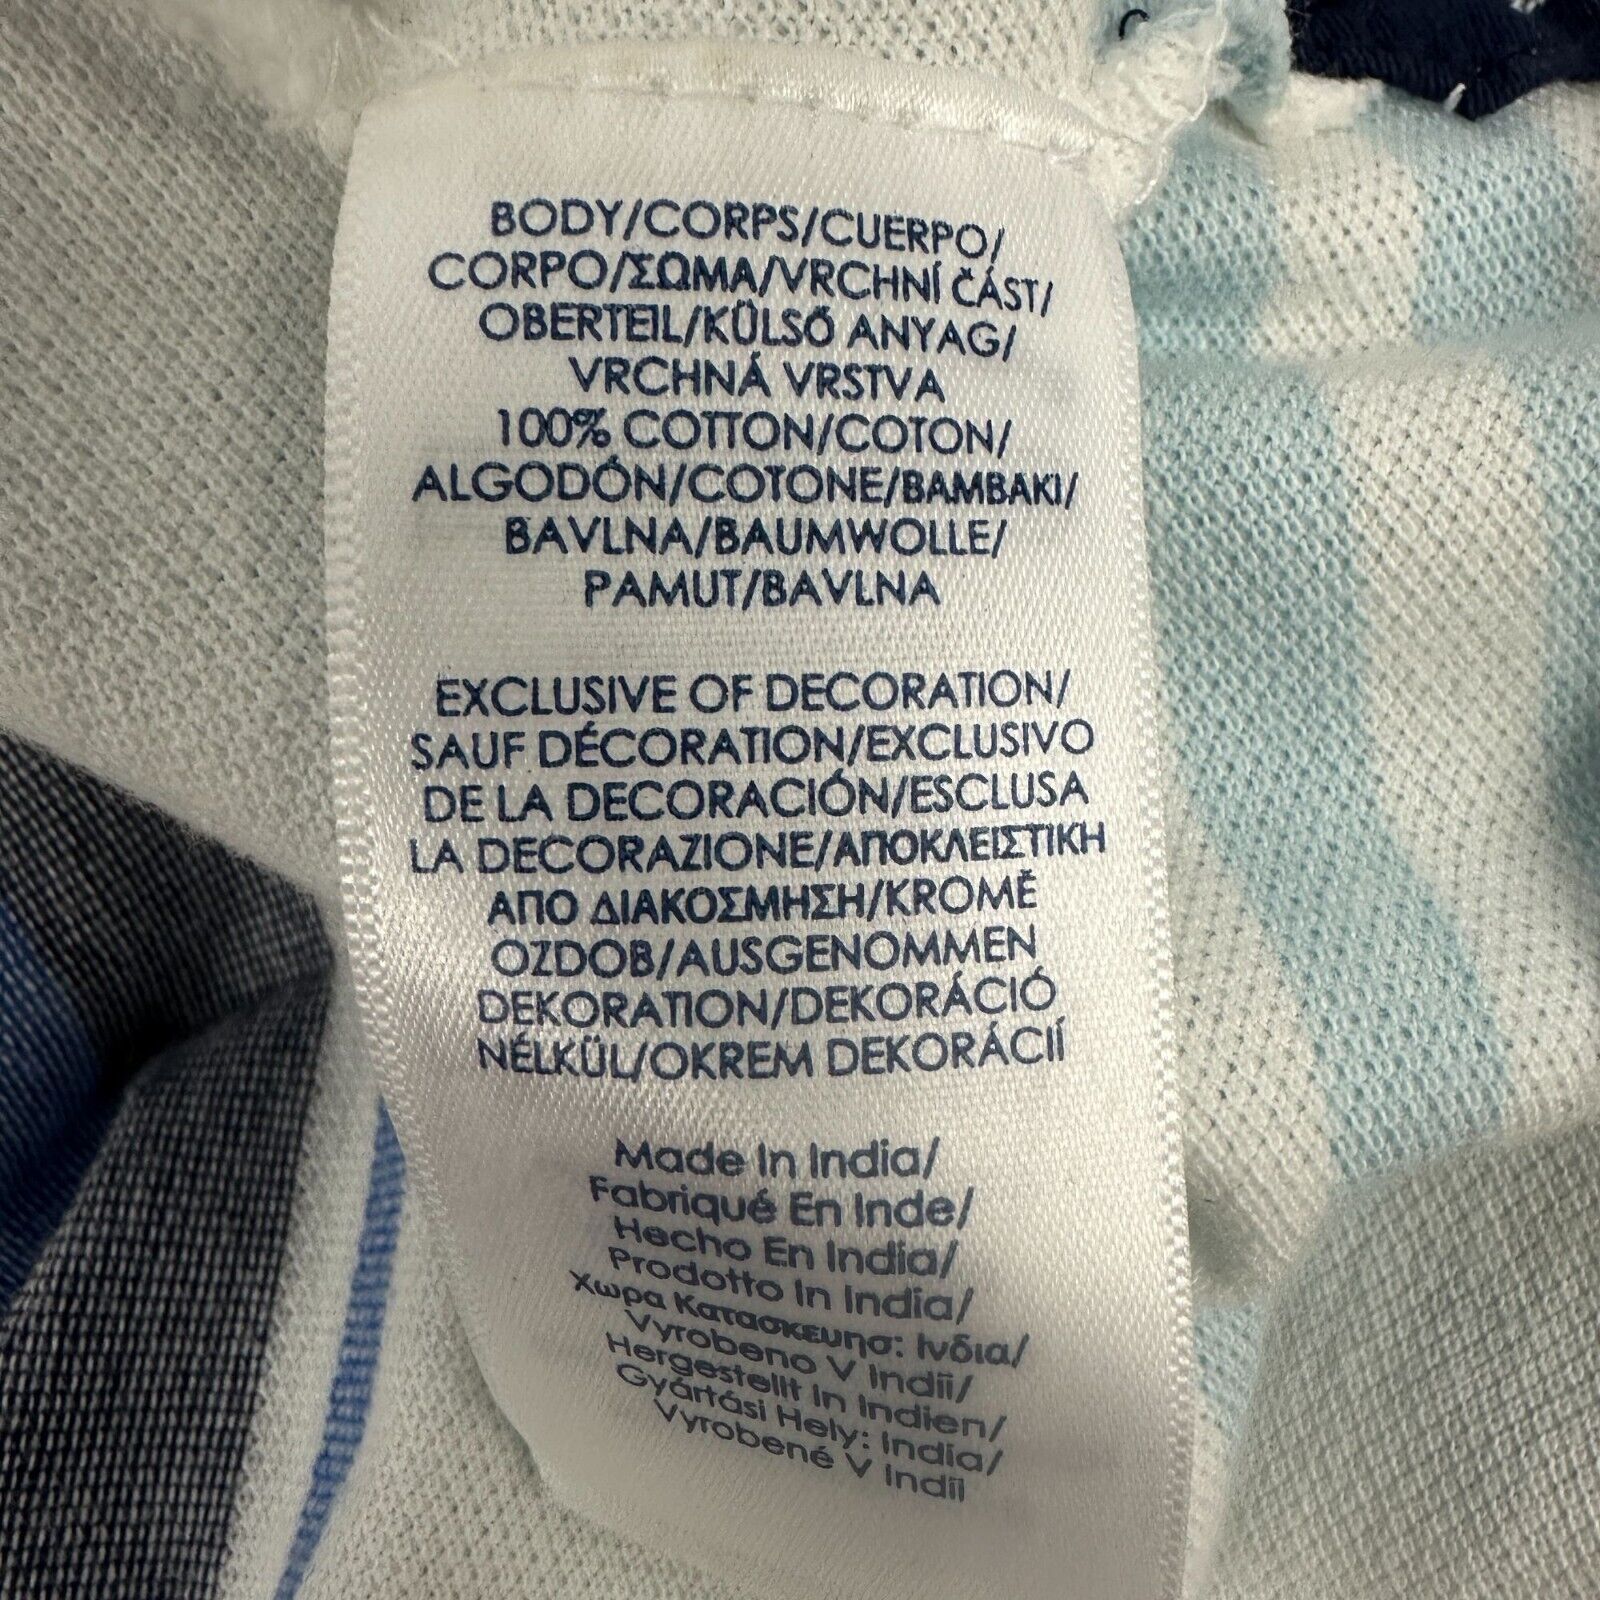 BODY/CORPS/CUERPO/
CORPO/ΣΩΜΑ/VRCHNÍ ČÁST/
OBERTEIL/KÜLSŐ ANYAG/
VRCHNÁ VRSTVA
100% COTTON/COTON/
ALGODÓN/COTONE/BAMBAKI/
BAVLNA/BAUMWOLLE/
PAMUT/BAVLNA
EXCLUSIVE OF DECORATION/
SAUF DÉCORATION/EXCLUSIVO
DE LA DECORACIÓN/ESCLUSA
LA DECORAZIONE/ΑΠΟΚΛΕΙΣΤΙΚΗ
ΑΠΟ ΔΙΑΚΟΣΜΗΣΗ/KROMĚ
OZDOB/AUSGENOMMEN
DEKORATION/DEKORÁCIÓ
NÉLKÜL/OKREM DEKORÁCIÍ
Made In India/
Fabriqué En Inde/
Hecho En India/
Prodotto In India/
Χωρα Κατασκευησ: Ινδια/
Vyrobeno V Indii/
Hergestellt In Indien/
Gyártási Hely: India/
Vyrobené V Indii